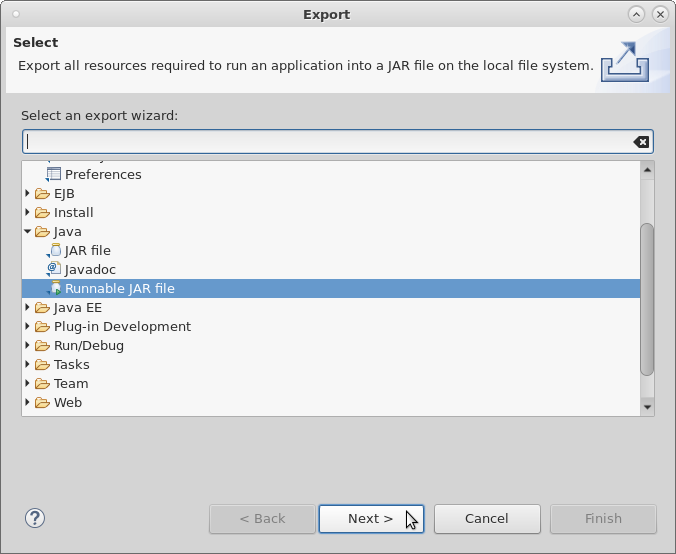 Export
Select
Export all resources required to run an application into a JAR file on the local file system.
Select an export wizard:
Preferences
EJB
Install
Java
JAR file
Javadoc
Runnable JAR file
Java EE
Plug-in Development
Run/Debug
Tasks
Team
Web
< Back
Next >
Cancel
Finish